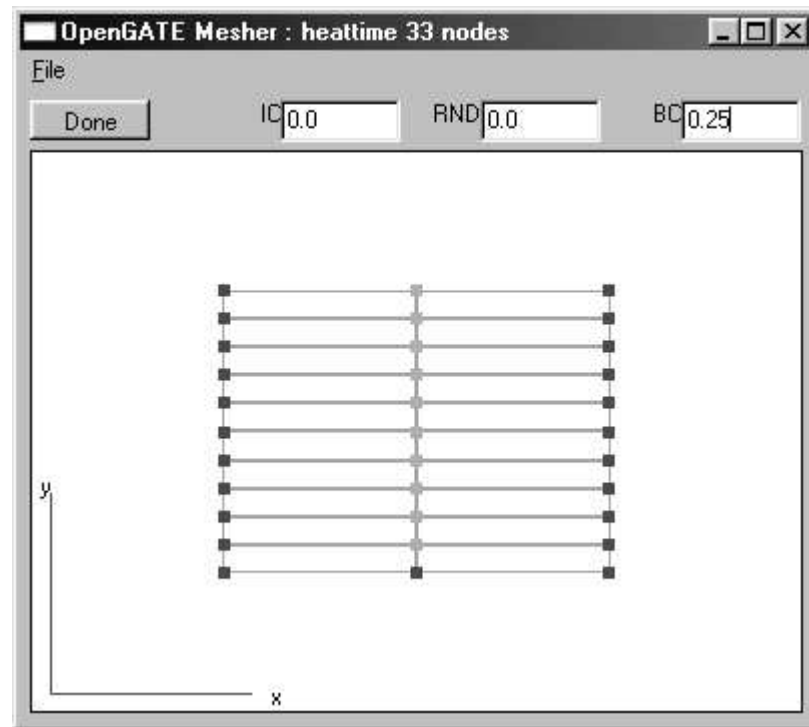 OpenGATE Mesher : heattime 33 nodes
File
Done IC 0.0 RND 0.0 BC 0.25
y
x